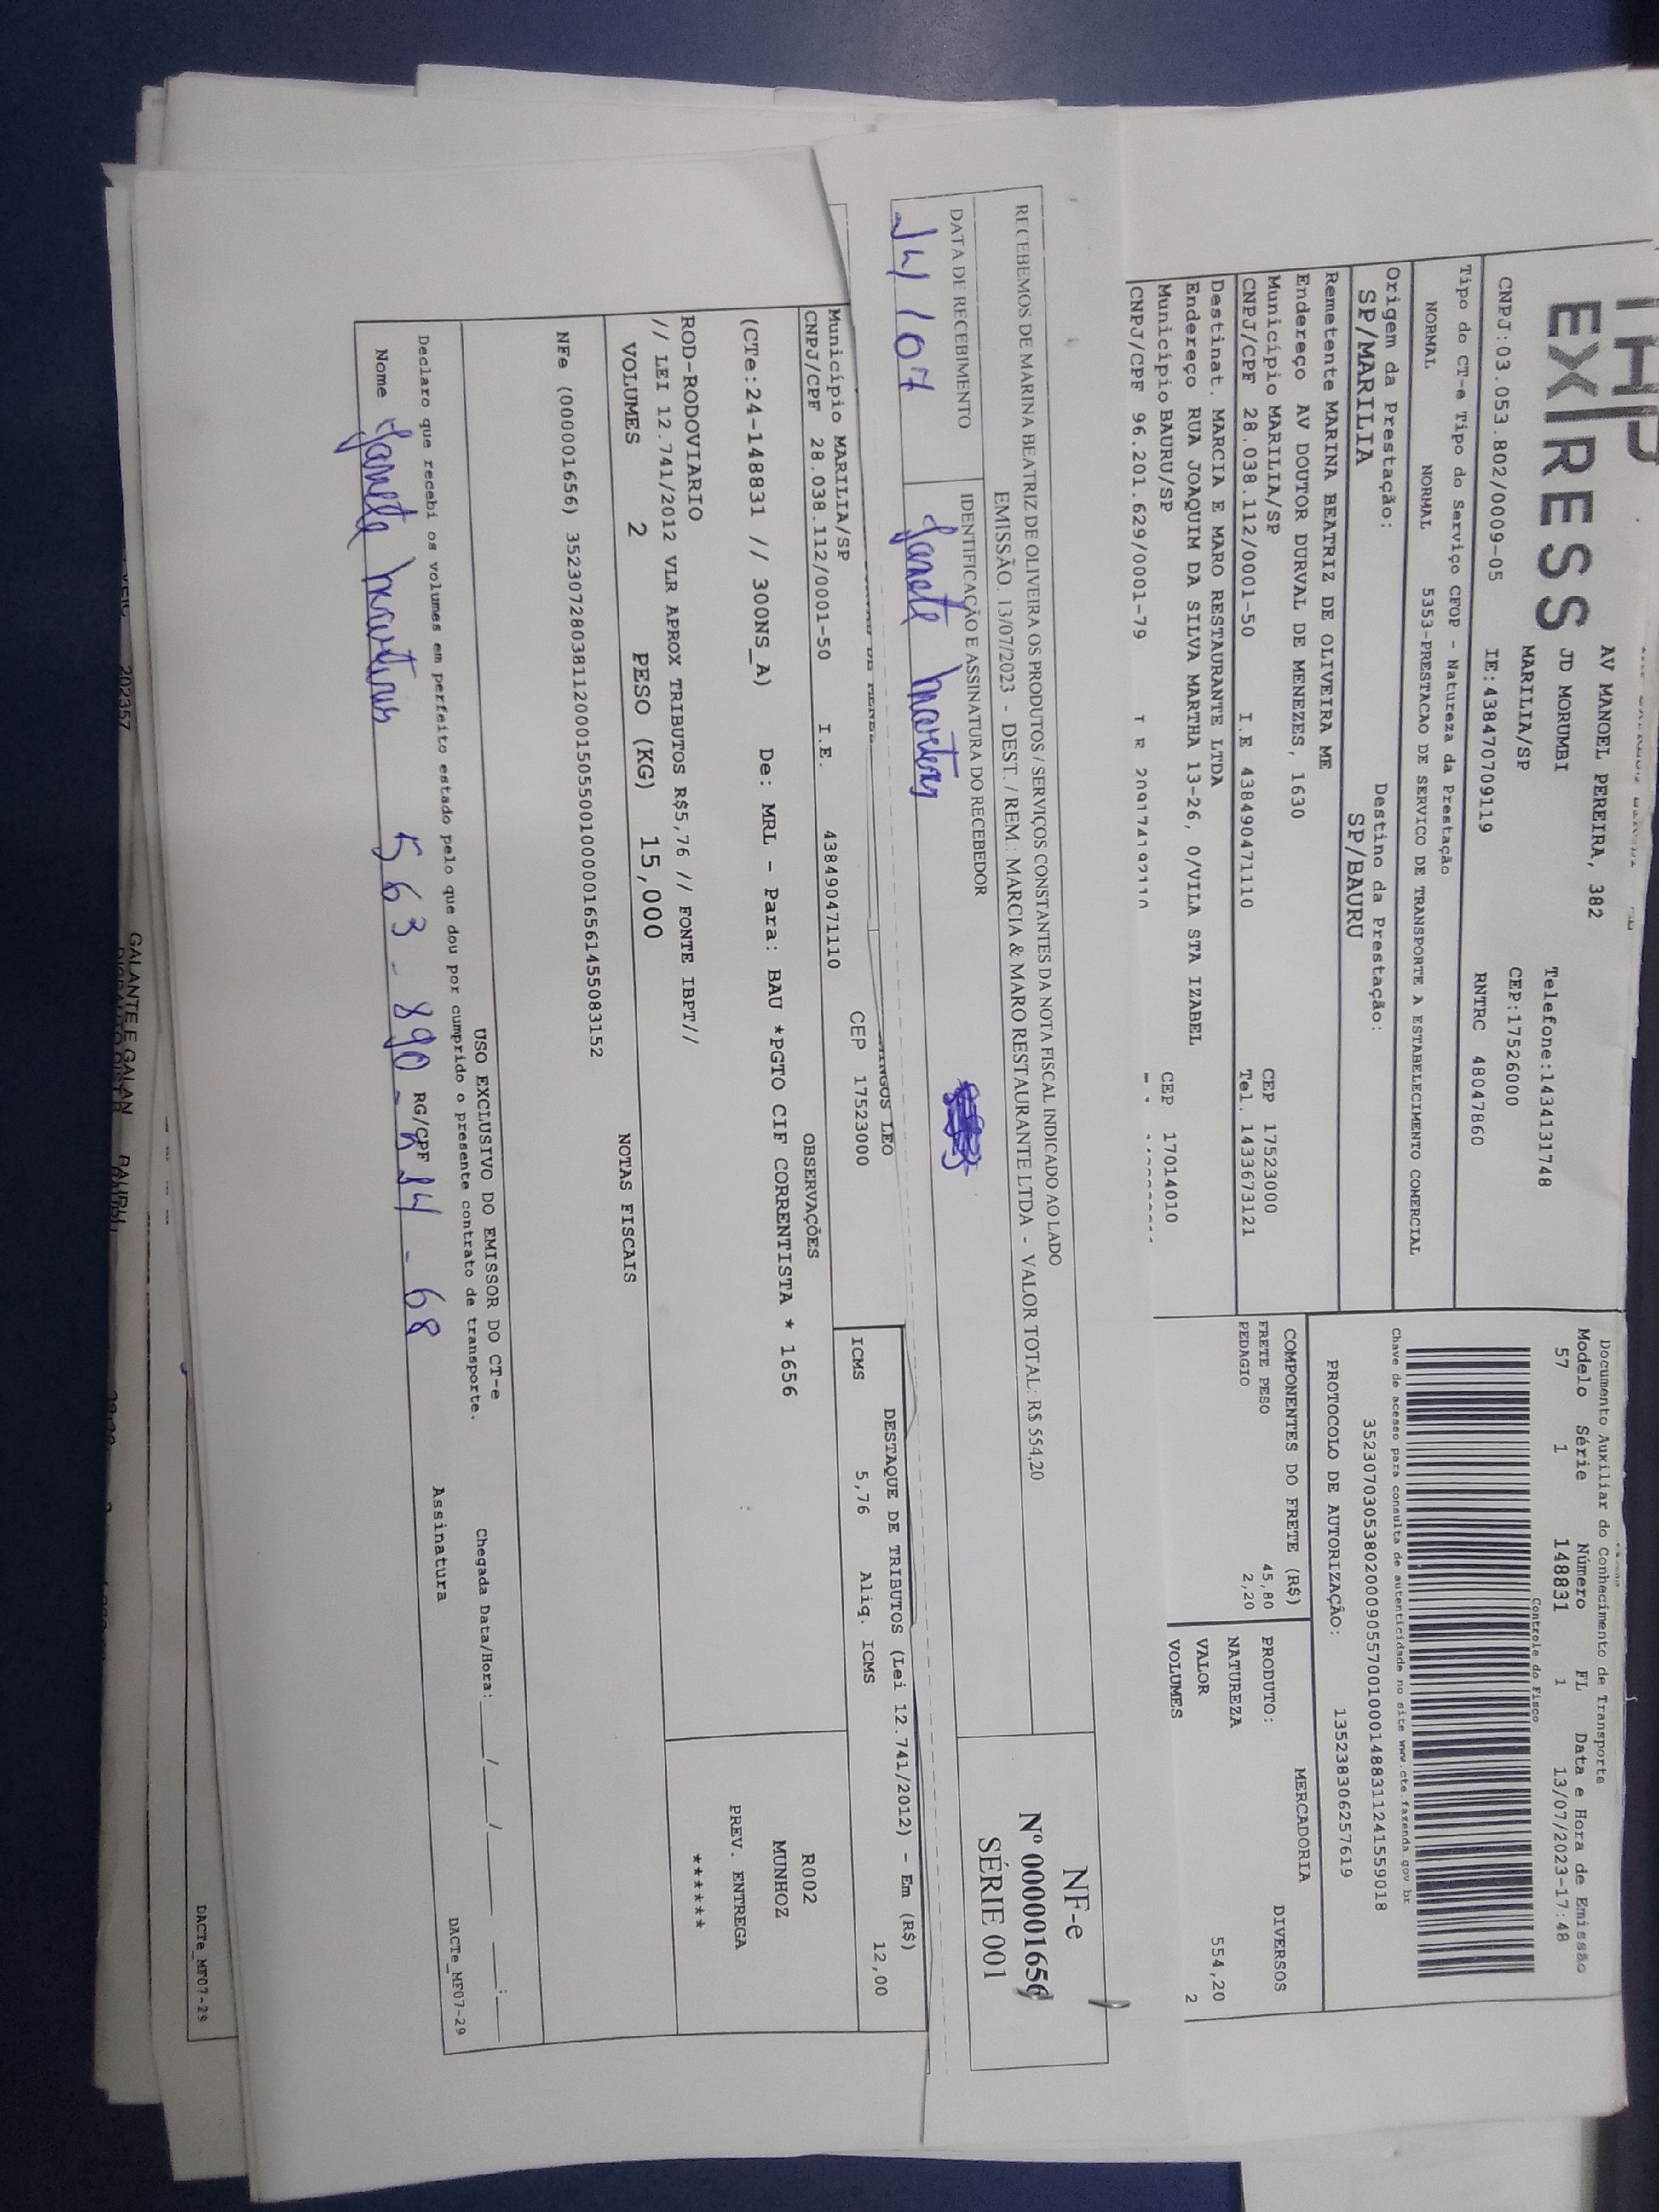 EXPRESS
AV MANOEL PEREIRA, 382
JD MORUMBI Telefone:1434131748
MARILIA/SP CEP:17526000
CNPJ:03.053.802/0009-05 IE:438470709119 RNTRC 48047860
Tipo do CT-e Tipo do Serviço CFOP - Natureza da Prestação
NORMAL NORMAL 5353-PRESTACAO DE SERVICO DE TRANSPORTE A ESTABELECIMENTO COMERCIAL
Origem da Prestação: Destino da Prestação:
SP/MARILIA SP/BAURU
Remetente MARINA BEATRIZ DE OLIVEIRA ME
Endereço AV DOUTOR DURVAL DE MENEZES, 1630
Município MARILIA/SP CEP 17523000
CNPJ/CPF 28.038.112/0001-50 I.E 438490471110 Tel. 1433673121
Destinat. MARCIA E MARO RESTAURANTE LTDA
Endereço RUA JOAQUIM DA SILVA MARTHA 13-26, 0/VILA STA IZABEL
Município BAURU/SP CEP 17014010
CNPJ/CPF 96.201.629/0001-79
Documento Auxiliar do Conhecimento de Transporte
Modelo Série Número FL Data e Hora de Emissão
57 1 148831 1 13/07/2023-17:48
Controle do Fisco
Chave de acesso para consulta de autenticidade no site www.cte.fazenda.gov.br
35230703053802000905570010001488311241559018
PROTOCOLO DE AUTORIZAÇÃO: 135238306257619
COMPONENTES DO FRETE (R$) MERCADORIA
FRETE PESO 45,80 PRODUTO: DIVERSOS
PEDAGIO 2,20 NATUREZA
VALOR 554,20
VOLUMES 2
RECEBEMOS DE MARINA BEATRIZ DE OLIVEIRA OS PRODUTOS / SERVIÇOS CONSTANTES DA NOTA FISCAL INDICADO AO LADO
EMISSÃO: 13/07/2023 - DEST. / REM.: MARCIA & MARO RESTAURANTE LTDA - VALOR TOTAL: R$ 554,20
DATA DE RECEBIMENTO IDENTIFICAÇÃO E ASSINATURA DO RECEBEDOR
14/07 Janete Martins
NF-e
Nº 000001656
SÉRIE 001
Município MARILIA/SP CEP 17523000
CNPJ/CPF 28.038.112/0001-50 I.E. 438490471110
DESTAQUE DE TRIBUTOS (Lei 12.741/2012) - Em (R$)
ICMS 5,76 Aliq. ICMS 12,00
OBSERVAÇÕES
(CTe:24-148831 // 300NS_A) De: MRL - Para: BAU *PGTO CIF CORRENTISTA * 1656
R002
MUNHOZ
PREV. ENTREGA
*******
ROD-RODOVIARIO
// LEI 12.741/2012 VLR APROX TRIBUTOS R$5,76 // FONTE IBPT//
VOLUMES 2 PESO (KG) 15,000
NOTAS FISCAIS
NFe (000001656) 35230728038112000150550010000016561455083152
USO EXCLUSIVO DO EMISSOR DO CT-e
Declaro que recebi os volumes em perfeito estado pelo que dou por cumprido o presente contrato de transporte.
Chegada Data/Hora: ____/____/______ ____:____
Nome Janete Martins RG/CPF Assinatura
DACTe_MF07-29
DACTe_MF07-29
202357
GALANTE E GALAN